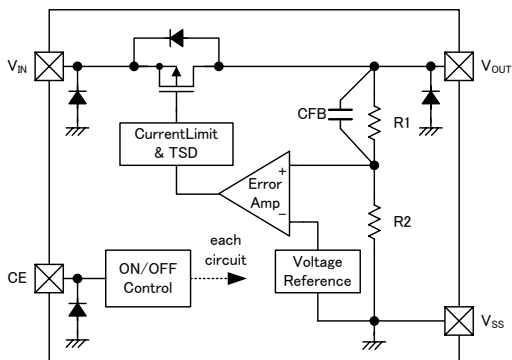 VIN
VOUT
CurrentLimit
& TSD
CFB
R1
Error
Amp
+
−
R2
Voltage
Reference
CE
ON/OFF
Control
each
circuit
VSS